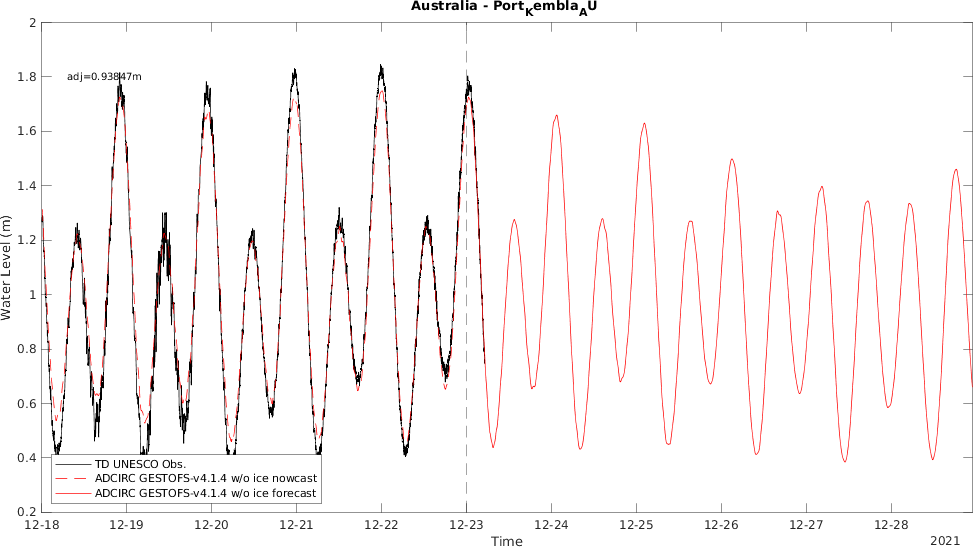 Australia - PortKemblaAU
2
1.8
1.6
1.4
1.2
1
0.8
0.6
0.4
0.2
Water Level (m)
adj=0.93847m
TD UNESCO Obs.
ADCIRC GESTOFS-v4.1.4 w/o ice nowcast
ADCIRC GESTOFS-v4.1.4 w/o ice forecast
12-18 12-19 12-20 12-21 12-22 12-23 12-24 12-25 12-26 12-27 12-28
Time
2021